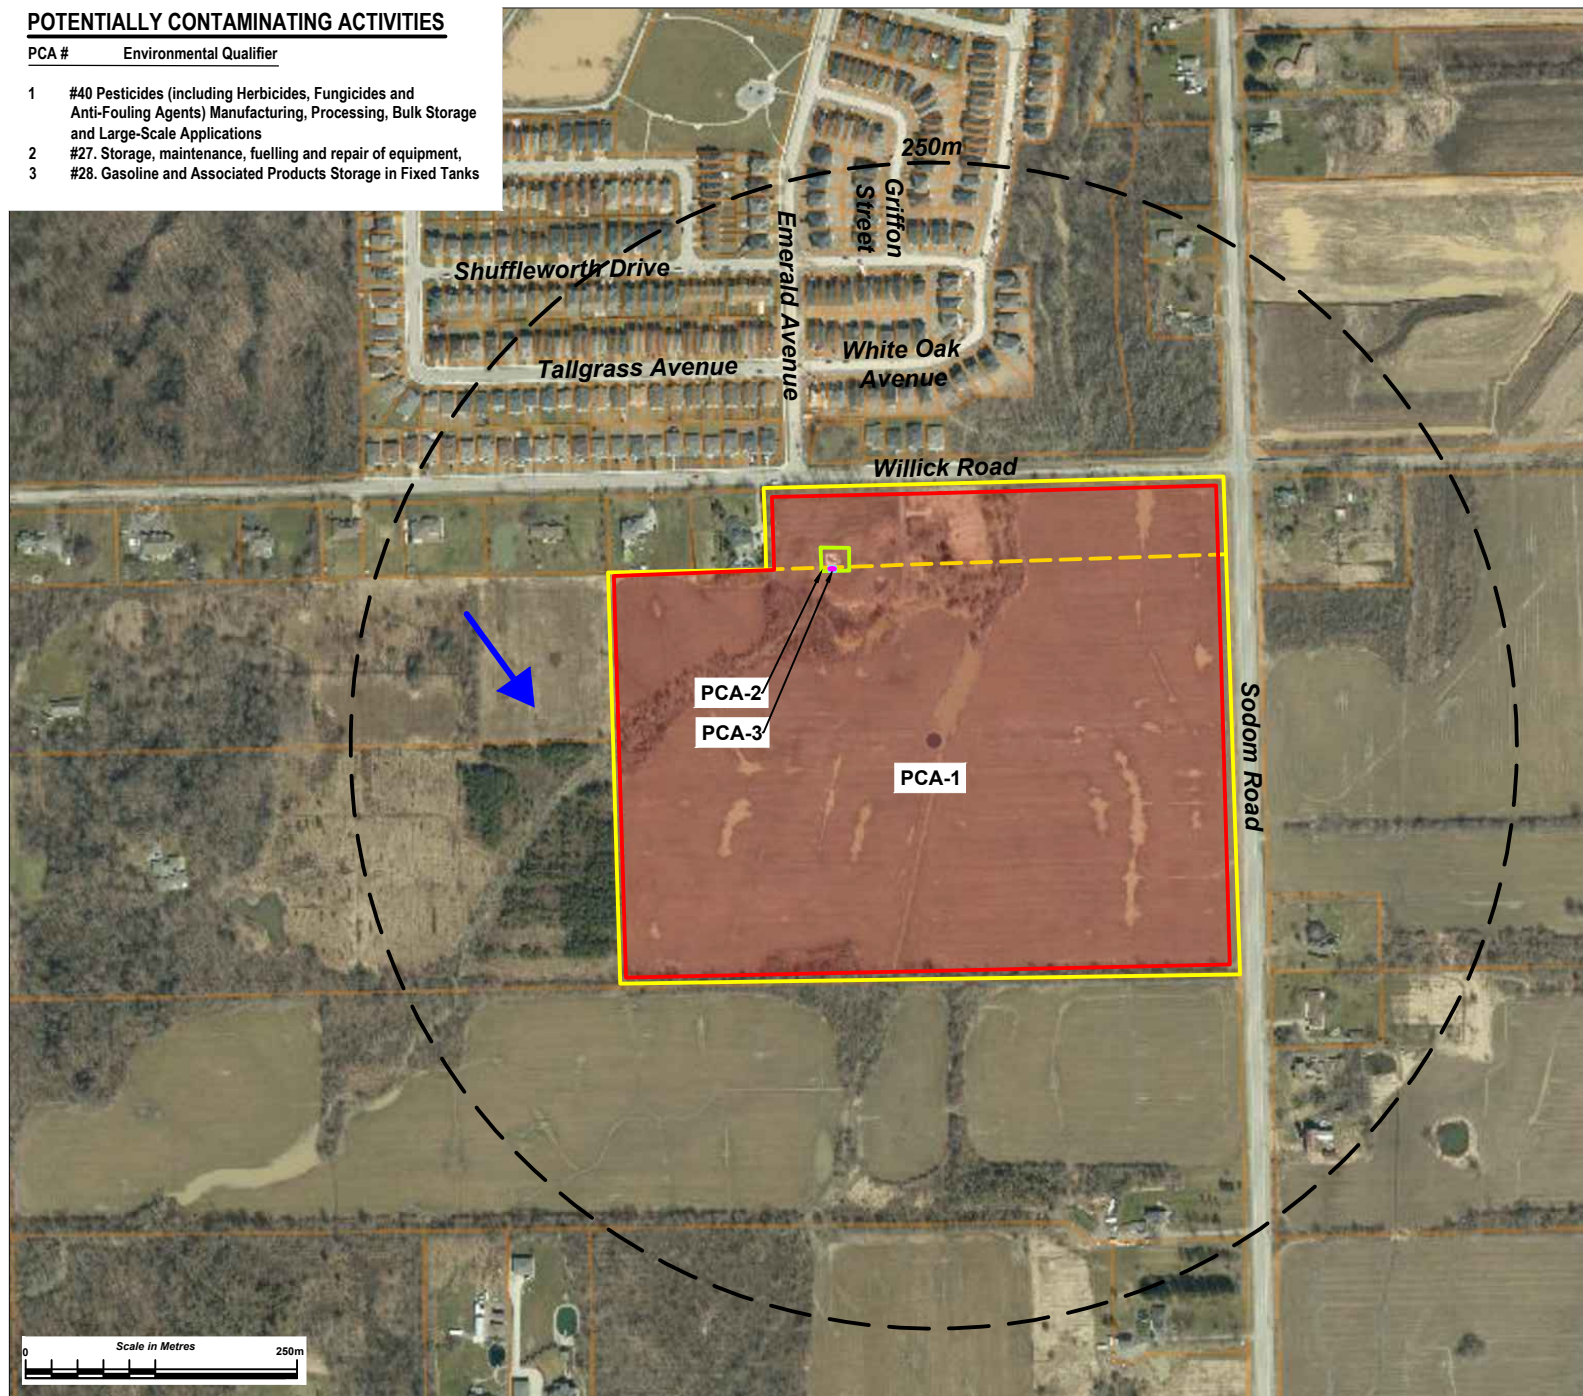 POTENTIALLY CONTAMINATING ACTIVITIES
PCA # Environmental Qualifier
1 #40 Pesticides (including Herbicides, Fungicides and
Anti-Fouling Agents) Manufacturing, Processing, Bulk Storage
and Large-Scale Applications
2 #27. Storage, maintenance, fuelling and repair of equipment,
3 #28. Gasoline and Associated Products Storage in Fixed Tanks
250m
Griffon
Street
Emerald Avenue
Shuffleworth Drive
Tallgrass Avenue
White Oak
Avenue
Willick Road
PCA-2
PCA-3
PCA-1
Sodom Road
Scale in Metres
0 250m